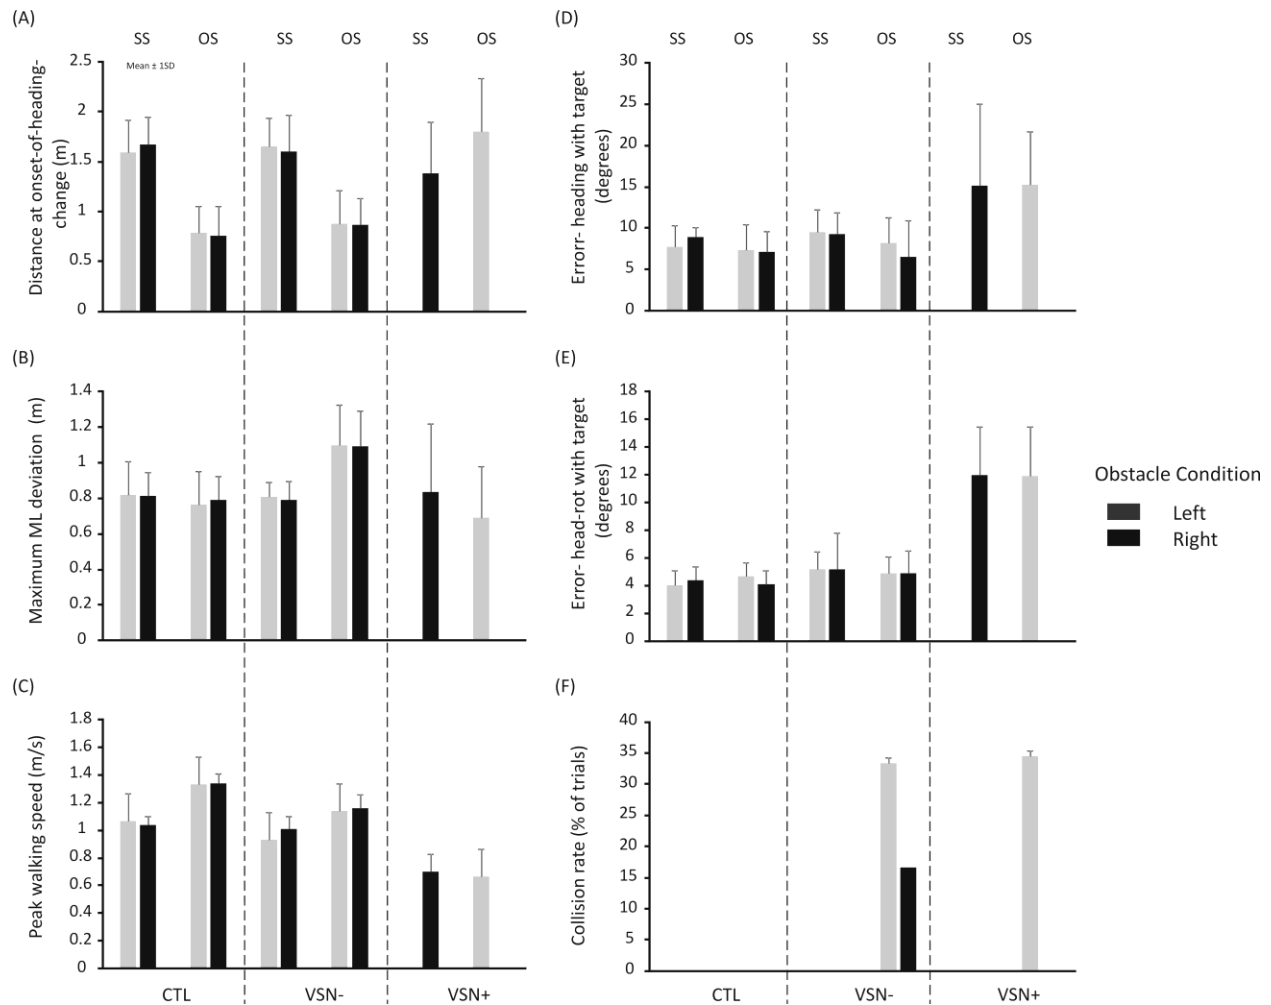 (A)
SS OS SS OS SS OS
Mean ± 1SD
Distance at onset-of-heading-
change (m)
2.5
2
1.5
1
0.5
0
(B)
Maximum ML deviation (m)
1.4
1.2
1
0.8
0.6
0.4
0.2
0
(C)
Peak walking speed (m/s)
1.8
1.6
1.4
1.2
1
0.8
0.6
0.4
0.2
0
CTL VSN- VSN+
(D)
SS OS SS OS SS OS
Errorr- heading with target
(degrees)
30
25
20
15
10
5
0
(E)
Error- head-rot with target
(degrees)
18
16
14
12
10
8
6
4
2
0
(F)
Collision rate (% of trials)
40
35
30
25
20
15
10
5
0
CTL VSN- VSN+
Obstacle Condition
Left
Right